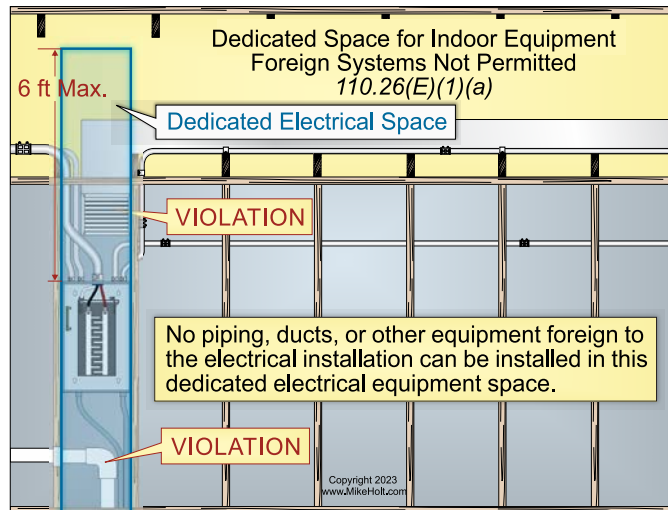 Dedicated Space for Indoor Equipment
Foreign Systems Not Permitted
110.26(E)(1)(a)
6 ft Max.
Dedicated Electrical Space
VIOLATION
No piping, ducts, or other equipment foreign to
the electrical installation can be installed in this
dedicated electrical equipment space.
VIOLATION
Copyright 2023
www.MikeHolt.com